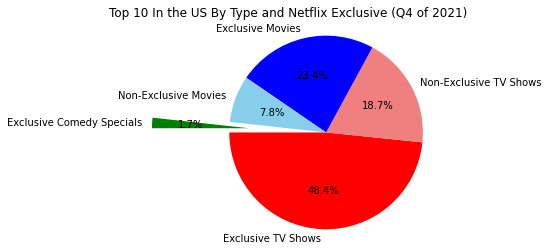 Top 10 In the US By Type and Netflix Exclusive (Q4 of 2021)
Exclusive Movies
23.4%
Non-Exclusive TV Shows
18.7%
Non-Exclusive Movies
7.8%
Exclusive Comedy Specials
1.7%
48.4%
Exclusive TV Shows